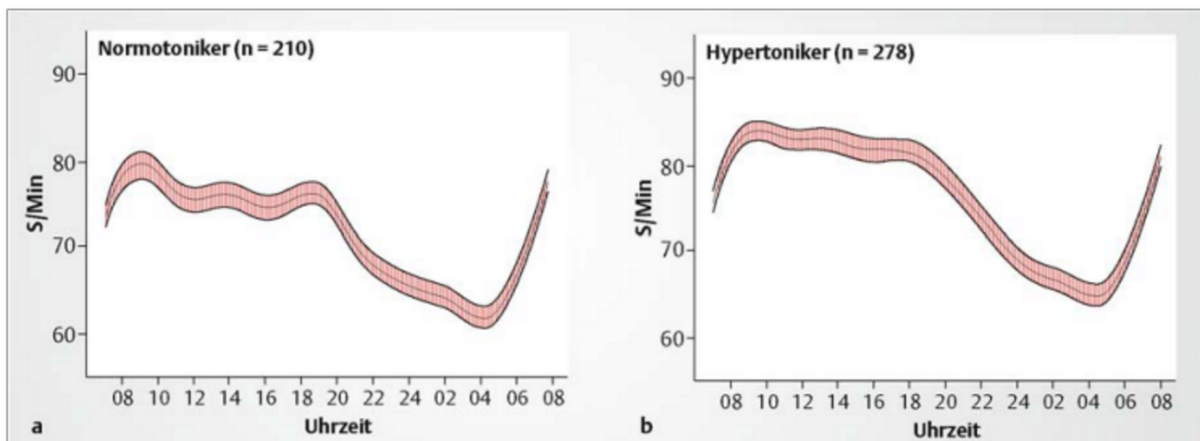 Normotoniker (n = 210)
90
80
70
60
S/Min
08 10 12 14 16 18 20 22 24 02 04 06 08
Uhrzeit
a
Hypertoniker (n = 278)
90
80
70
60
S/Min
08 10 12 14 16 18 20 22 24 02 04 06 08
Uhrzeit
b